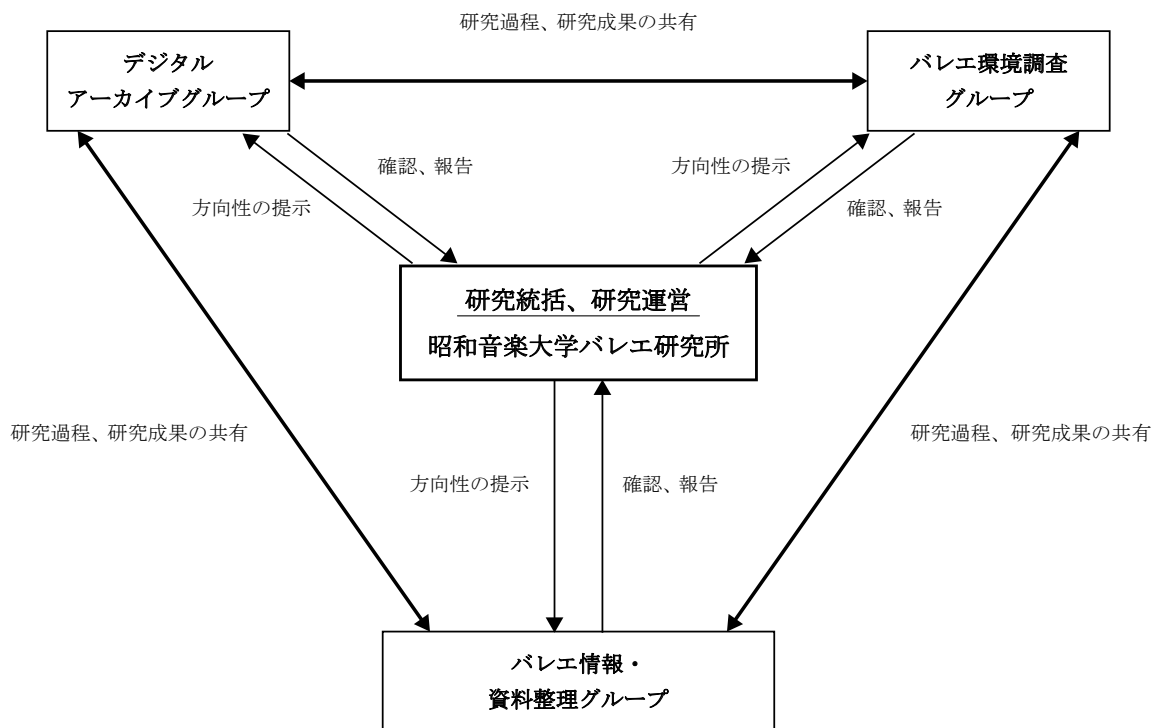 研究過程、研究成果の共有
デジタル
アーカイブグループ
バレエ環境調査
グループ
確認、報告
方向性の提示
方向性の提示
確認、報告
研究統括、研究運営
昭和音楽大学バレエ研究所
研究過程、研究成果の共有
研究過程、研究成果の共有
方向性の提示
確認、報告
バレエ情報・
資料整理グループ